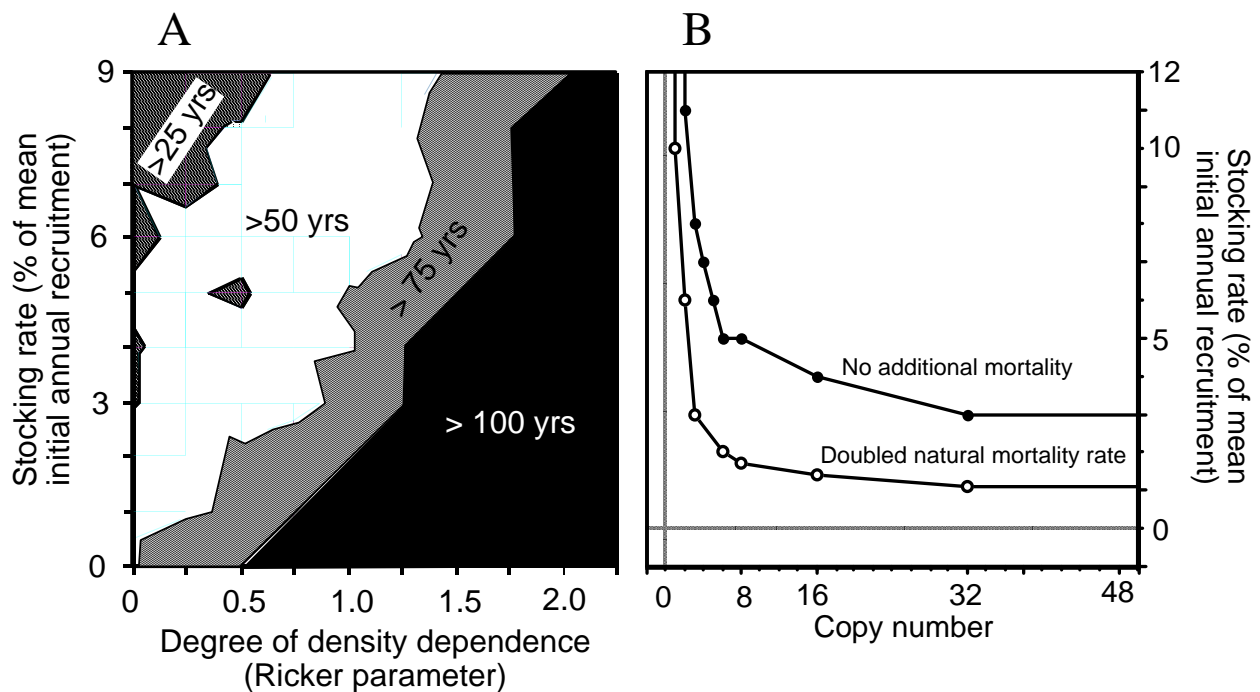 A
Stocking rate (% of mean
initial annual recruitment)
9
6
3
0
>25 yrs
>50 yrs
> 75 yrs
> 100 yrs
0 0.5 1.0 1.5 2.0
Degree of density dependence
(Ricker parameter)
B
12
10
5
0
Stocking rate (% of mean
initial annual recruitment)
No additional mortality
Doubled natural mortality rate
0 8 16 32 48
Copy number